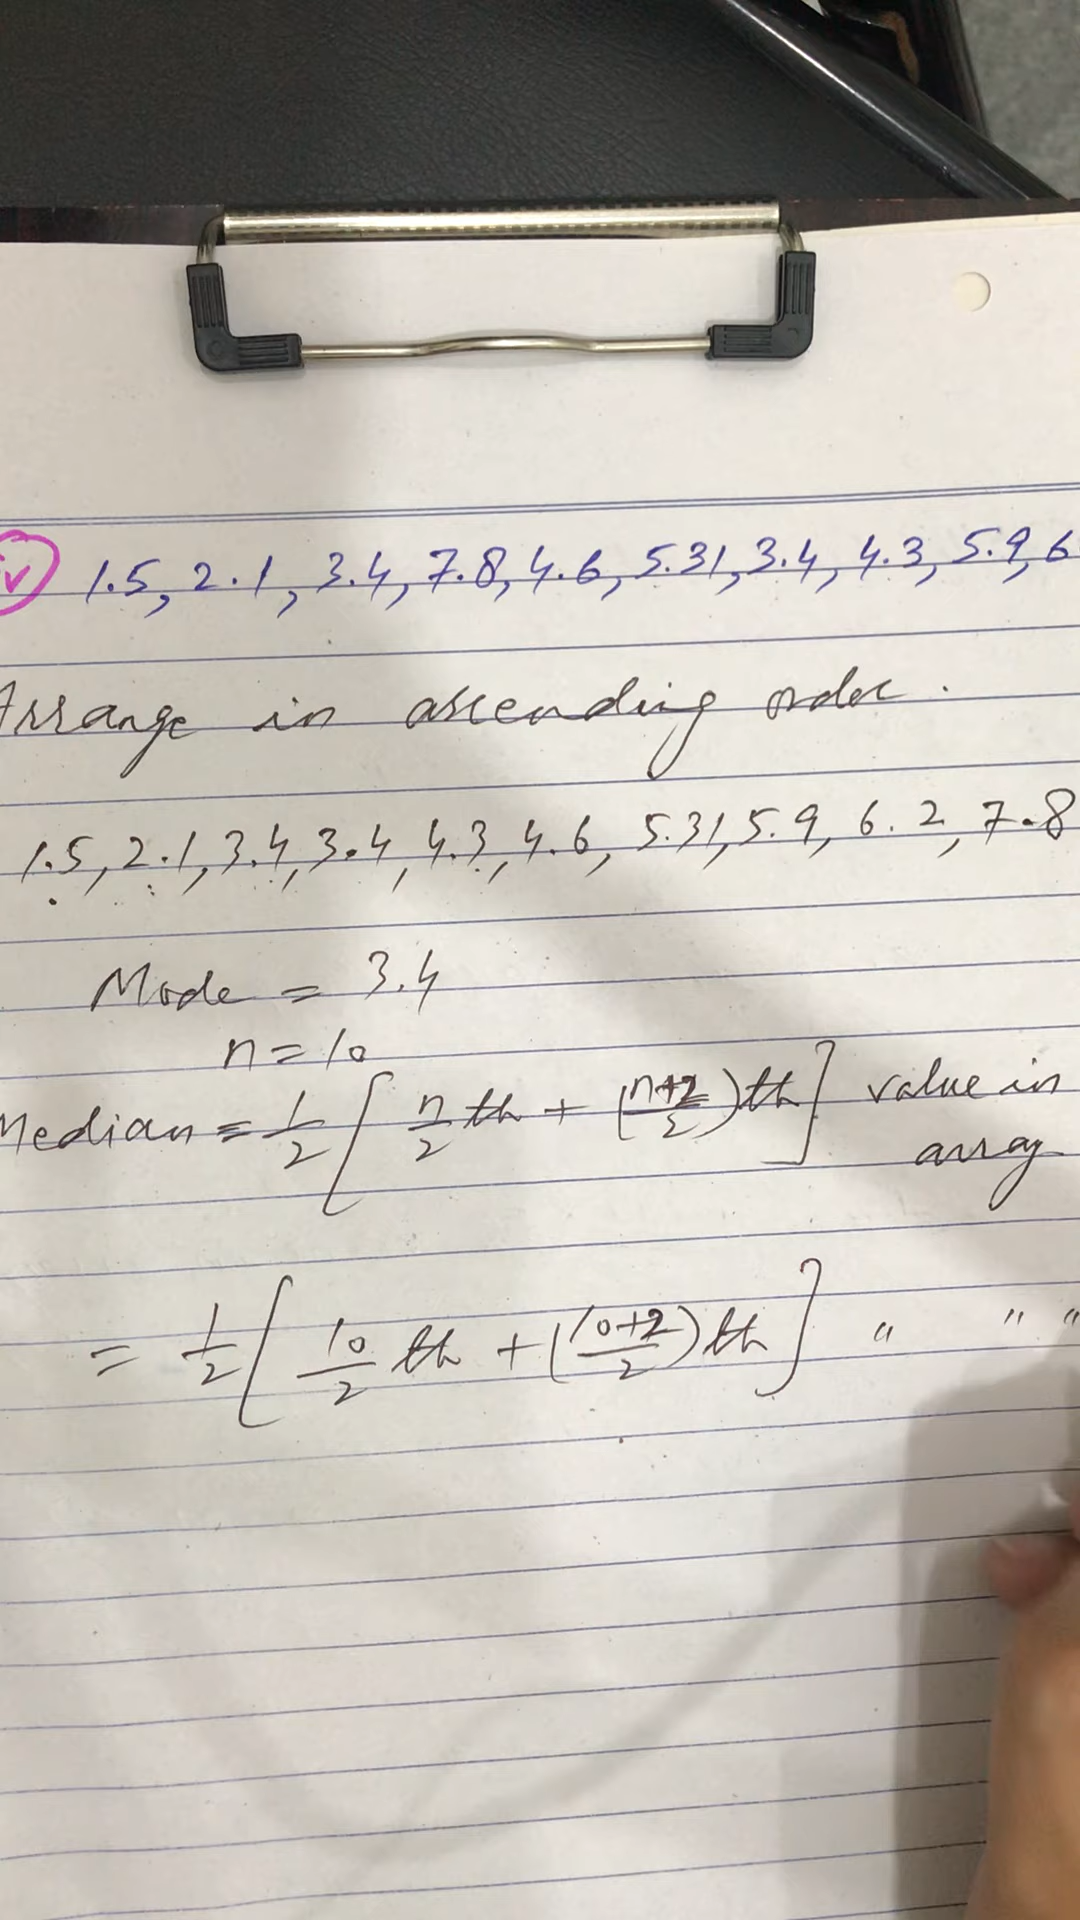 iv 1.5, 2.1, 3.4, 7.8, 4.6, 5.31, 3.4, 4.3, 5.9, 6
Arrange in ascending order.
1.5, 2.1, 3.4, 3.4, 4.3, 4.6, 5.31, 5.9, 6.2, 7.8
Mode = 3.4
n = 10
Median = 1/2 [ n/2 th + (n+2/2)th ] value in
array
= 1/2 [ 10/2 th + (10+2/2)th ] " " "